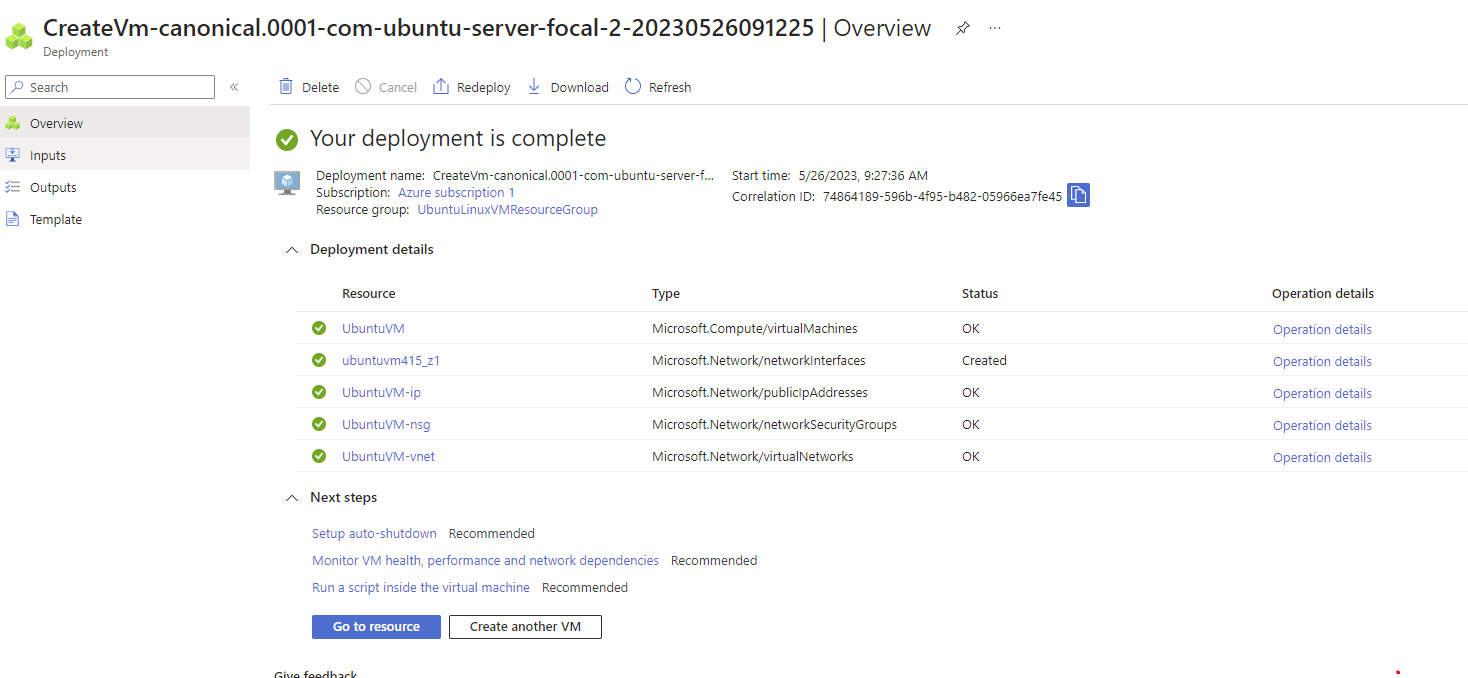 CreateVm-canonical.0001-com-ubuntu-server-focal-2-20230526091225 | Overview
Deployment
Search
Delete Cancel Redeploy Download Refresh
Overview
Inputs
Outputs
Template
Your deployment is complete
Deployment name: CreateVm-canonical.0001-com-ubuntu-server-f... Start time: 5/26/2023, 9:27:36 AM
Subscription: Azure subscription 1 Correlation ID: 74864189-596b-4f95-b482-05966ea7fe45
Resource group: UbuntuLinuxVMResourceGroup
Deployment details
Resource Type Status Operation details
UbuntuVM Microsoft.Compute/virtualMachines OK Operation details
ubuntuvm415_z1 Microsoft.Network/networkInterfaces Created Operation details
UbuntuVM-ip Microsoft.Network/publicIpAddresses OK Operation details
UbuntuVM-nsg Microsoft.Network/networkSecurityGroups OK Operation details
UbuntuVM-vnet Microsoft.Network/virtualNetworks OK Operation details
Next steps
Setup auto-shutdown Recommended
Monitor VM health, performance and network dependencies Recommended
Run a script inside the virtual machine Recommended
Go to resource Create another VM
Give feedback